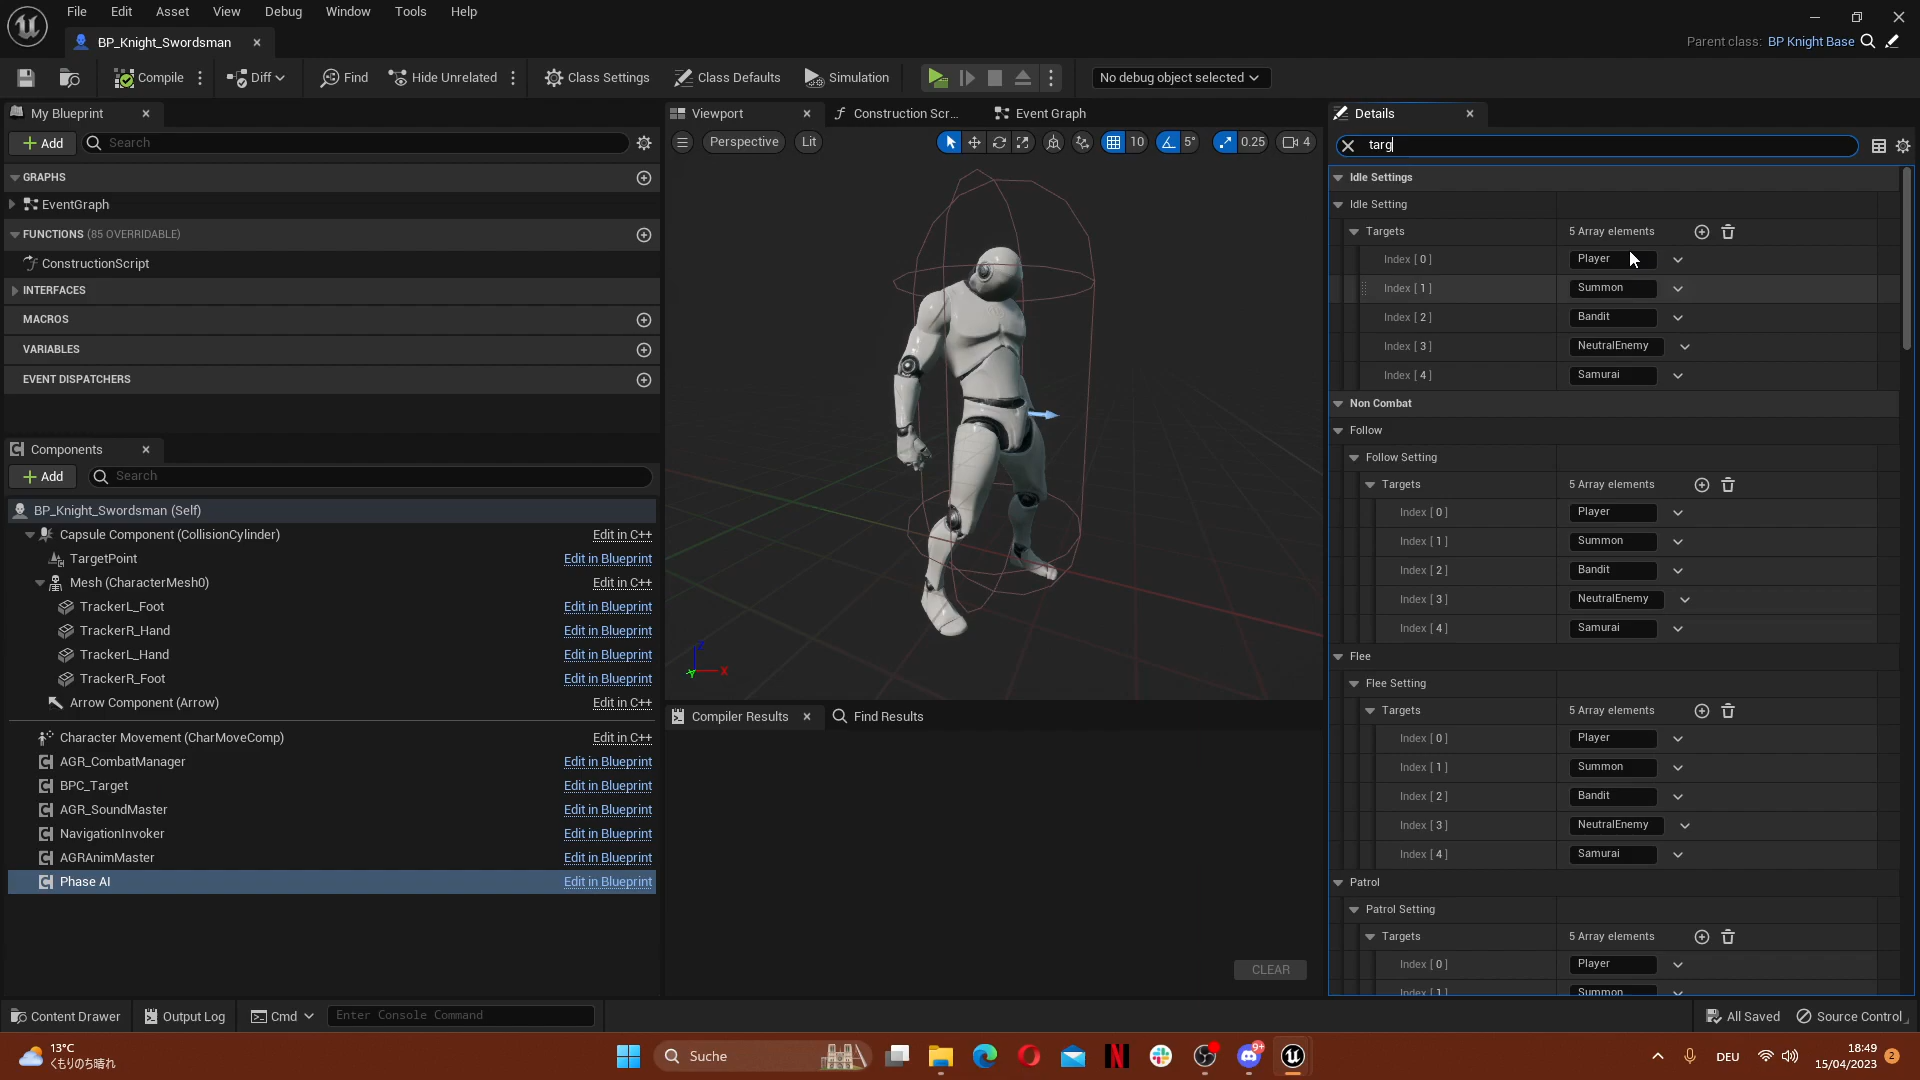 File Edit Asset View Debug Window Tools Help
BP_Knight_Swordsman
Parent class: BP Knight Base
Compile Diff Find Hide Unrelated Class Settings Class Defaults Simulation No debug object selected
My Blueprint
Add Search
GRAPHS
EventGraph
FUNCTIONS (85 OVERRIDABLE)
ConstructionScript
INTERFACES
MACROS
VARIABLES
EVENT DISPATCHERS
Components
Add Search
BP_Knight_Swordsman (Self)
Capsule Component (CollisionCylinder) Edit in C++
TargetPoint Edit in Blueprint
Mesh (CharacterMesh0) Edit in C++
TrackerL_Foot Edit in Blueprint
TrackerR_Hand Edit in Blueprint
TrackerL_Hand Edit in Blueprint
TrackerR_Foot Edit in Blueprint
Arrow Component (Arrow) Edit in C++
Character Movement (CharMoveComp) Edit in C++
AGR_CombatManager Edit in Blueprint
BPC_Target Edit in Blueprint
AGR_SoundMaster Edit in Blueprint
NavigationInvoker Edit in Blueprint
AGRAnimMaster Edit in Blueprint
Phase AI Edit in Blueprint
Viewport Construction Scr... Event Graph
Perspective Lit 10 5° 0.25 4
Z
X
Y
Compiler Results Find Results
CLEAR
Details
targ
Idle Settings
Idle Setting
Targets 5 Array elements
Index [ 0 ] Player
Index [ 1 ] Summon
Index [ 2 ] Bandit
Index [ 3 ] NeutralEnemy
Index [ 4 ] Samurai
Non Combat
Follow
Follow Setting
Targets 5 Array elements
Index [ 0 ] Player
Index [ 1 ] Summon
Index [ 2 ] Bandit
Index [ 3 ] NeutralEnemy
Index [ 4 ] Samurai
Flee
Flee Setting
Targets 5 Array elements
Index [ 0 ] Player
Index [ 1 ] Summon
Index [ 2 ] Bandit
Index [ 3 ] NeutralEnemy
Index [ 4 ] Samurai
Patrol
Patrol Setting
Targets 5 Array elements
Index [ 0 ] Player
Index [ 1 ] Summon
Content Drawer Output Log Cmd Enter Console Command All Saved Source Control
13°C
くもりのち晴れ
Suche
N
9+
DEU
18:49
15/04/2023
2